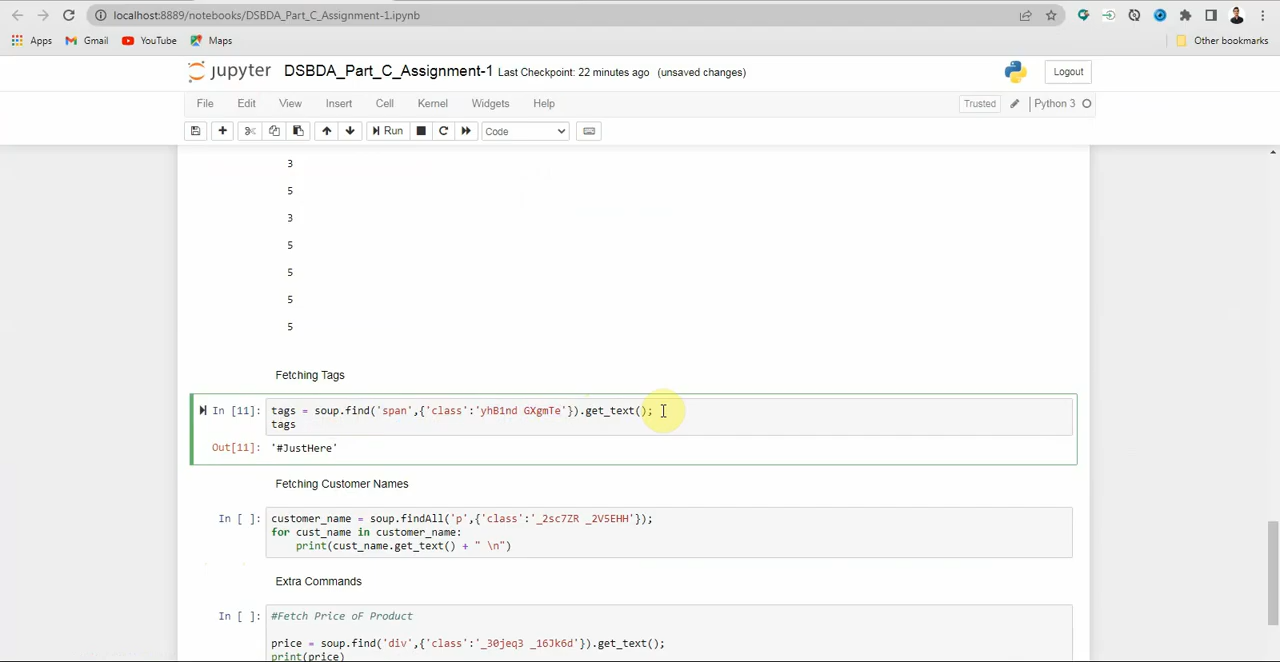 localhost:8889/notebooks/DSBDA_Part_C_Assignment-1.ipynb
Apps Gmail YouTube Maps Other bookmarks
jupyter DSBDA_Part_C_Assignment-1 Last Checkpoint: 22 minutes ago (unsaved changes) Logout
File Edit View Insert Cell Kernel Widgets Help Trusted Python 3
Run Code
3
5
3
5
5
5
5
Fetching Tags
In [11]: tags = soup.find('span',{'class':'yhB1nd GXgmTe'}).get_text();
tags
Out[11]: '#JustHere'
Fetching Customer Names
In [ ]: customer_name = soup.findAll('p',{'class':'_2sc7ZR _2V5EHH'});
for cust_name in customer_name:
print(cust_name.get_text() + " \n")
Extra Commands
In [ ]: #Fetch Price oF Product
price = soup.find('div',{'class':'_30jeq3 _16Jk6d'}).get_text();
print(price)